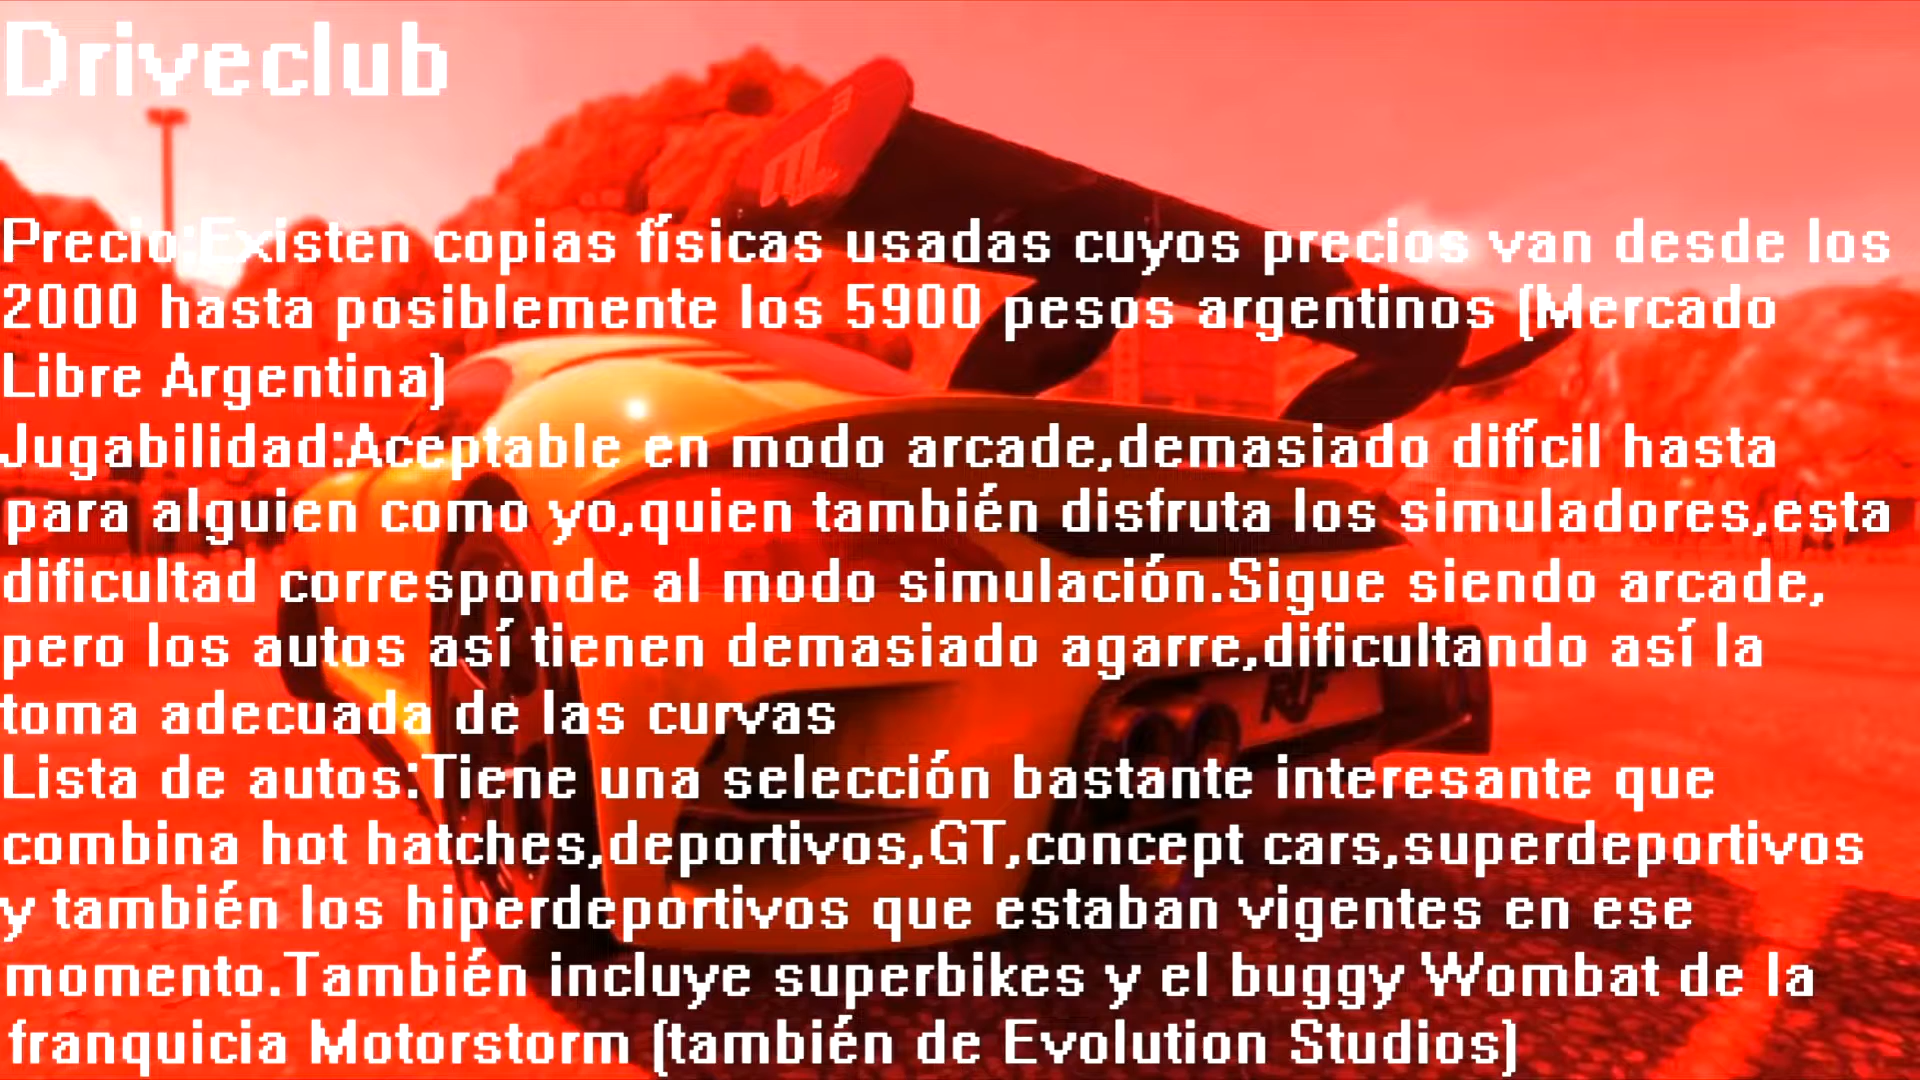 Driveclub
Precio:Existen copias físicas usadas cuyos precios van desde los
2000 hasta posiblemente los 5900 pesos argentinos (Mercado
Libre Argentina)
Jugabilidad:Aceptable en modo arcade,demasiado difícil hasta
para alguien como yo,quien también disfruta los simuladores,esta
dificultad corresponde al modo simulación.Sigue siendo arcade,
pero los autos así tienen demasiado agarre,dificultando así la
toma adecuada de las curvas
Lista de autos:Tiene una selección bastante interesante que
combina hot hatches,deportivos,GT,concept cars,superdeportivos
y también los hiperdeportivos que estaban vigentes en ese
momento.También incluye superbikes y el buggy Wombat de la
franquicia Motorstorm (también de Evolution Studios)
RUF